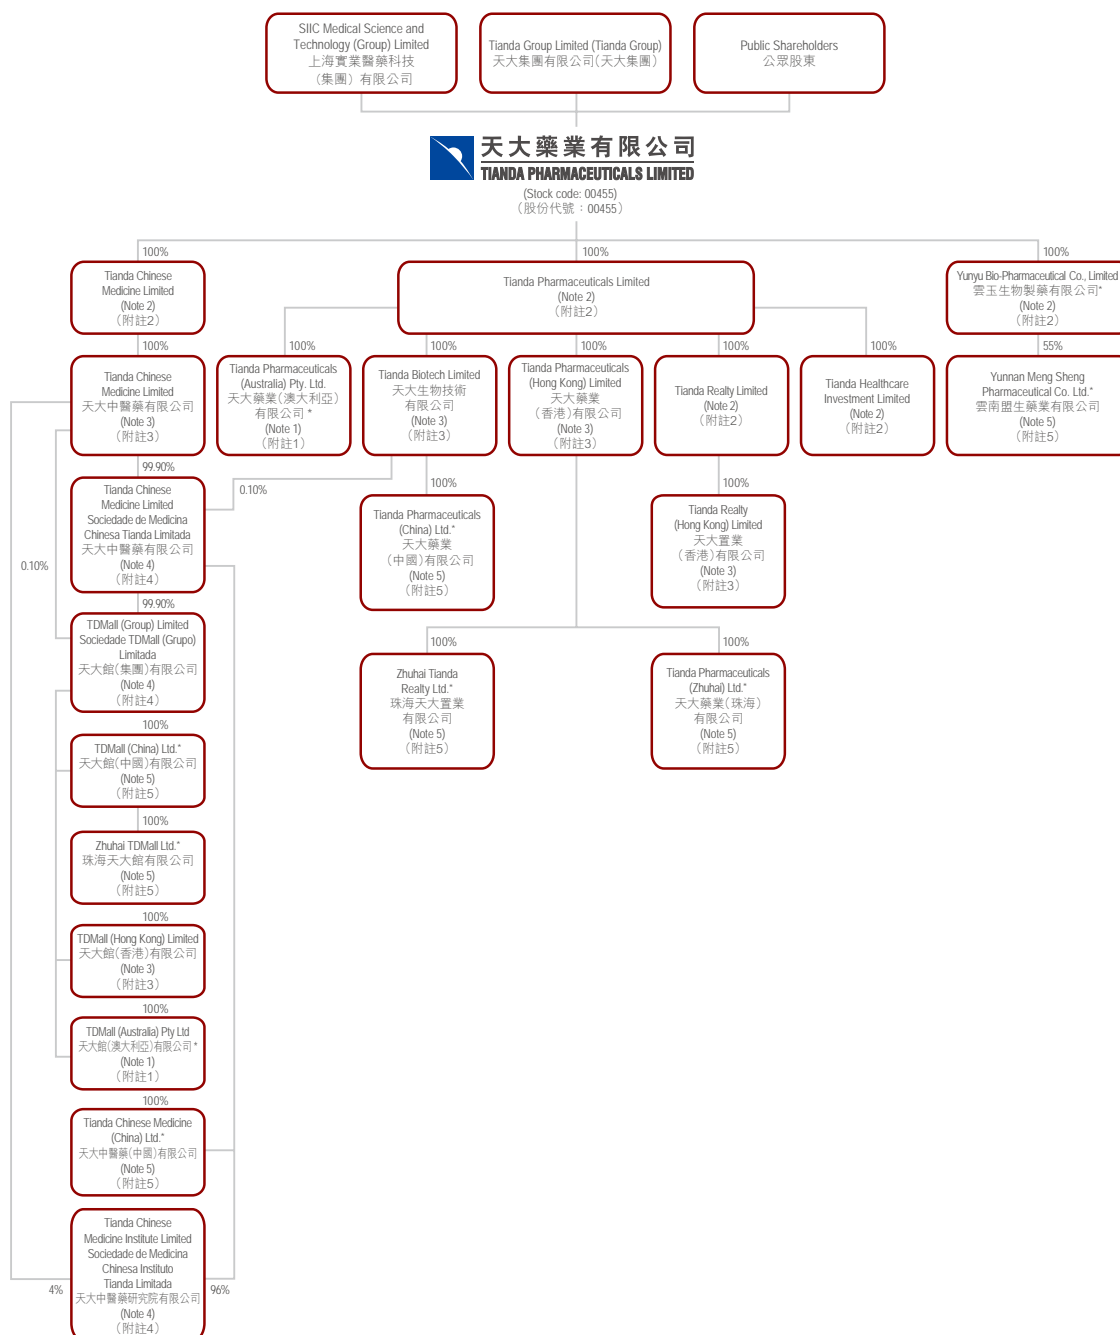 SIIC Medical Science and
Technology (Group) Limited
上海實業醫藥科技
（集團）有限公司
Tianda Group Limited (Tianda Group)
天大集團有限公司（天大集團）
Public Shareholders
公眾股東
天大藥業有限公司
TIANDA PHARMACEUTICALS LIMITED
(Stock code: 00455)
（股份代號：00455）
100%
100%
100%
Tianda Chinese
Medicine Limited
(Note 2)
（附註2）
Tianda Pharmaceuticals Limited
(Note 2)
（附註2）
Yunyu Bio-Pharmaceutical Co., Limited
雲玉生物製藥有限公司*
(Note 2)
（附註2）
100%
100%
100%
100%
100%
100%
55%
Tianda Chinese
Medicine Limited
天大中醫藥有限公司
(Note 3)
（附註3）
Tianda Pharmaceuticals
(Australia) Pty. Ltd.
天大藥業（澳大利亞）
有限公司*
(Note 1)
（附註1）
Tianda Biotech Limited
天大生物技術
有限公司
(Note 3)
（附註3）
Tianda Pharmaceuticals
(Hong Kong) Limited
天大藥業
（香港）有限公司
(Note 3)
（附註3）
Tianda Realty Limited
(Note 2)
（附註2）
Tianda Healthcare
Investment Limited
(Note 2)
（附註2）
Yunnan Meng Sheng
Pharmaceutical Co. Ltd.*
雲南盟生藥業有限公司
(Note 5)
（附註5）
99.90%
0.10%
100%
100%
Tianda Chinese
Medicine Limited
Sociedade de Medicina
Chinesa Tianda Limitada
天大中醫藥有限公司
(Note 4)
（附註4）
Tianda Pharmaceuticals
(China) Ltd.*
天大藥業
（中國）有限公司
(Note 5)
（附註5）
Tianda Realty
(Hong Kong) Limited
天大置業
（香港）有限公司
(Note 3)
（附註3）
0.10%
99.90%
TDMall (Group) Limited
Sociedade TDMall (Grupo)
Limitada
天大館（集團）有限公司
(Note 4)
（附註4）
100%
100%
Zhuhai Tianda
Realty Ltd.*
珠海天大置業
有限公司
(Note 5)
（附註5）
Tianda Pharmaceuticals
(Zhuhai) Ltd.*
天大藥業（珠海）
有限公司
(Note 5)
（附註5）
100%
TDMall (China) Ltd.*
天大館（中國）有限公司
(Note 5)
（附註5）
100%
Zhuhai TDMall Ltd.*
珠海天大館有限公司
(Note 5)
（附註5）
100%
TDMall (Hong Kong) Limited
天大館（香港）有限公司
(Note 3)
（附註3）
100%
TDMall (Australia) Pty Ltd
天大館（澳大利亞）有限公司*
(Note 1)
（附註1）
100%
Tianda Chinese Medicine
(China) Ltd.*
天大中醫藥（中國）有限公司
(Note 5)
（附註5）
Tianda Chinese
Medicine Institute Limited
Sociedade de Medicina
Chinesa Instituto
Tianda Limitada
天大中醫藥研究院有限公司
(Note 4)
（附註4）
4%
96%